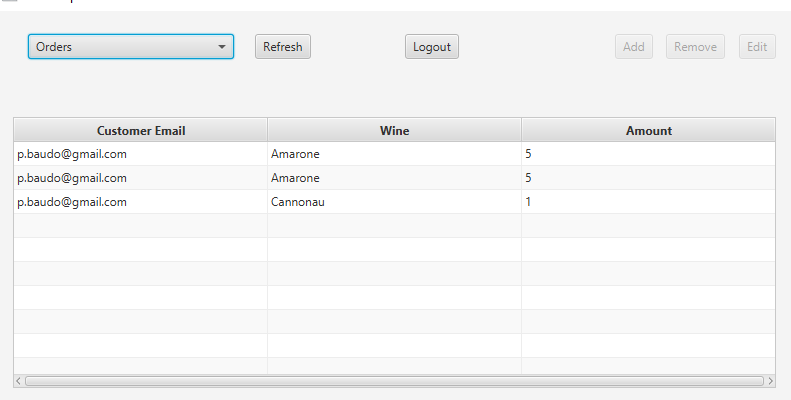 Orders Refresh Logout Add Remove Edit
Customer Email Wine Amount
p.baudo@gmail.com Amarone 5
p.baudo@gmail.com Amarone 5
p.baudo@gmail.com Cannonau 1